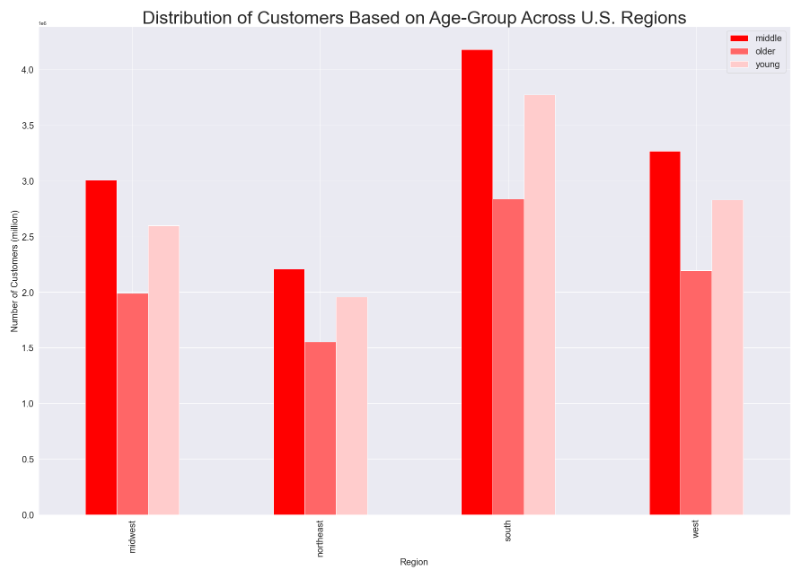 Distribution of Customers Based on Age-Group Across U.S. Regions
1e6
middle
older
young
4.0
3.5
3.0
2.5
2.0
1.5
1.0
0.5
0.0
Number of Customers (million)
midwest
northeast
south
west
Region